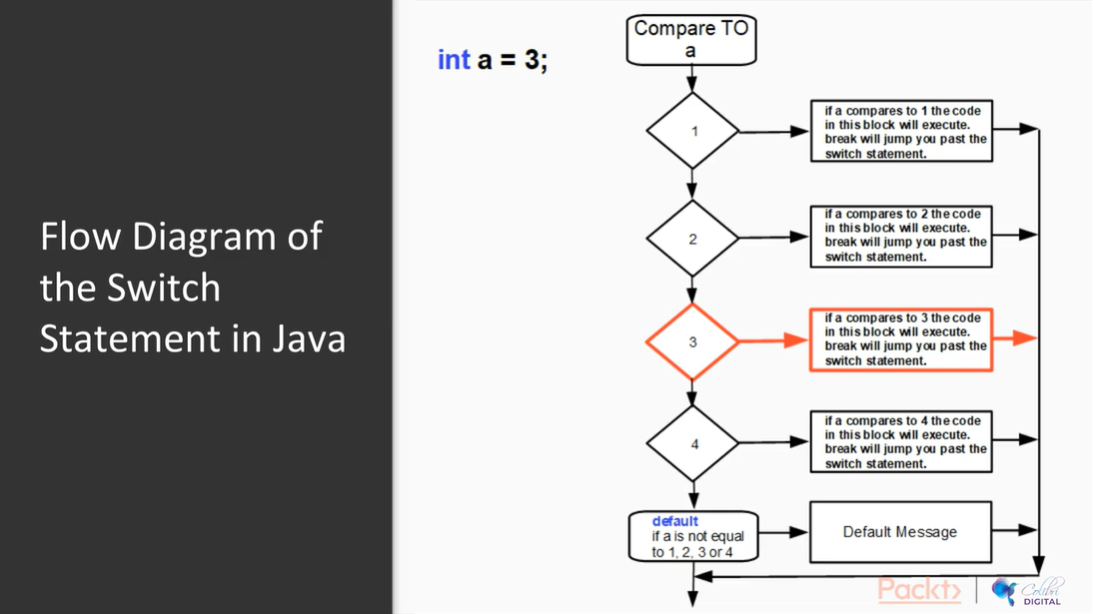 Flow Diagram of
the Switch
Statement in Java
int a = 3;
Compare TO
a
1
if a compares to 1 the code
in this block will execute.
break will jump you past the
switch statement.
2
if a compares to 2 the code
in this block will execute.
break will jump you past the
switch statement.
3
if a compares to 3 the code
in this block will execute.
break will jump you past the
switch statement.
4
if a compares to 4 the code
in this block will execute.
break will jump you past the
switch statement.
default
if a is not equal
to 1, 2, 3 or 4
Default Message
Packt>
Colibri
DIGITAL